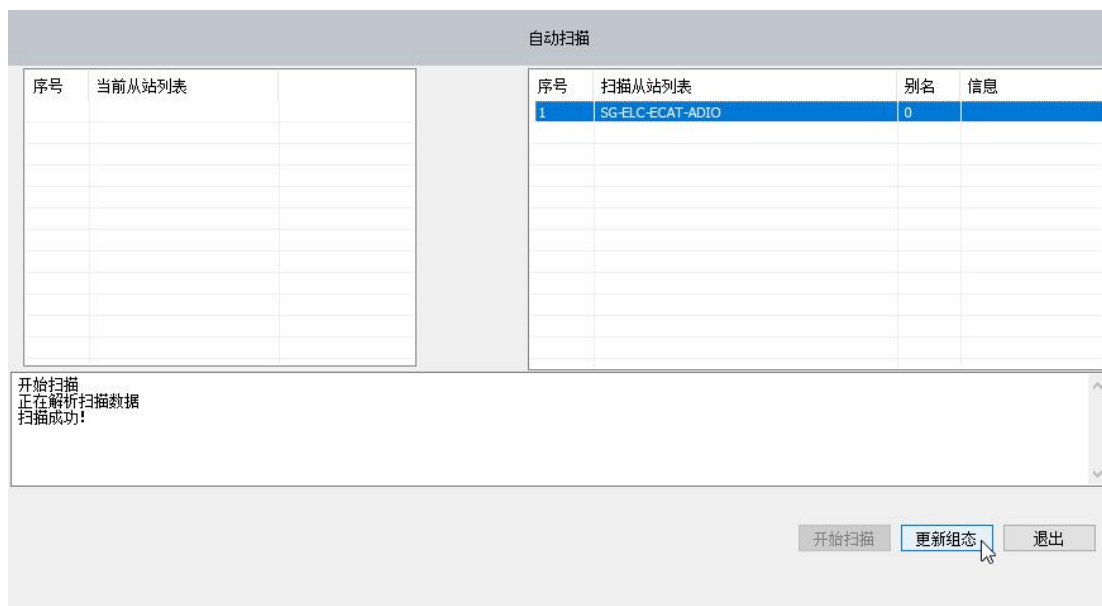 自动扫描
序号 当前从站列表
序号 扫描从站列表 别名 信息
1 SG-ELC-ECAT-ADIO 0
开始扫描
正在解析扫描数据
扫描成功!
开始扫描 更新组态 退出